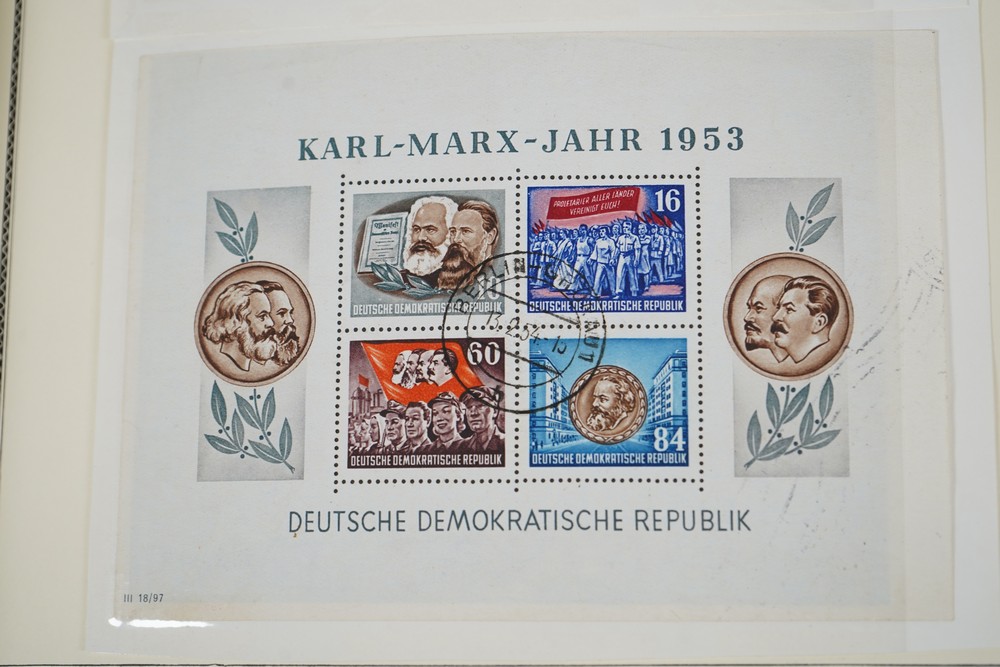 KARL-MARX-JAHR 1953
Manifest
DEUTSCHE DEMOKRATISCHE REPUBLIK
PROLETARIER ALLER LÄNDER
VEREINIGT EUCH!
16
DEUTSCHE DEMOKRATISCHE REPUBLIK
60
DEUTSCHE DEMOKRATISCHE REPUBLIK
84
DEUTSCHE DEMOKRATISCHE REPUBLIK
DEUTSCHE DEMOKRATISCHE REPUBLIK
III 18/97